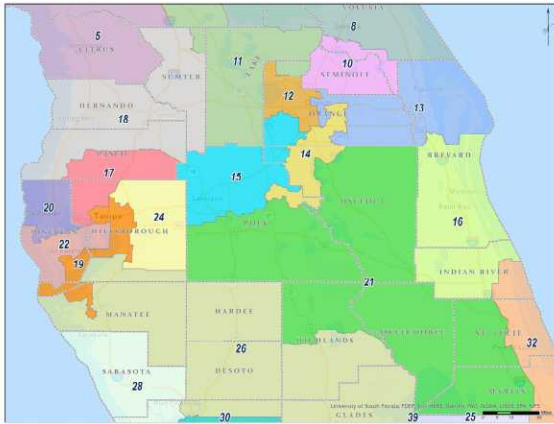 VOLUSIA
5
CITRUS
8
11
LAKE
10
SEMINOLE
SUMTER
12
HERNANDO
18
ORANGE
13
14
BREVARD
PASCO
17
15
OSCEOLA
20
24
16
Tampa
PINELLAS
HILLSBOROUGH
POLK
22
19
INDIAN RIVER
21
MANATEE
HARDEE
OKEECHOBEE
ST. LUCIE
32
26
HIGHLANDS
SARASOTA
28
DESOTO
MARTIN
GLADES
30
39
25